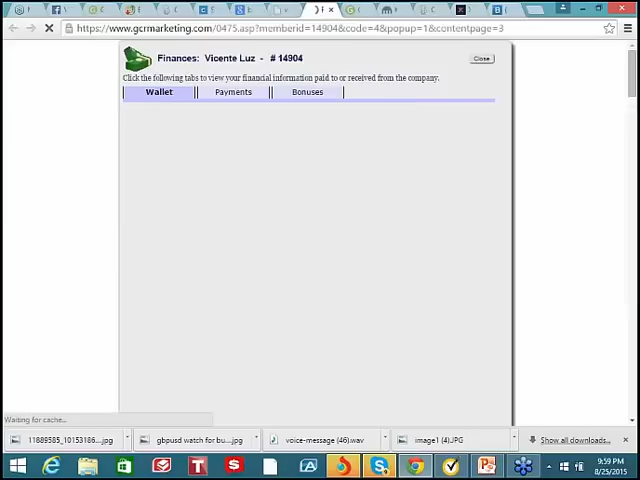 https://www.gcrmarketing.com/0475.asp?memberid=14904&code=4&popup=1&contentpage=3
Finances: Vicente Luz - # 14904
Close
Click the following tabs to view your financial information paid to or received from the company.
Wallet
Payments
Bonuses
Waiting for cache...
11889585_10153186....jpg
gbpusd watch for bu....jpg
voice-message (46).wav
image1 (4).JPG
Show all downloads...
9:59 PM
8/25/2015